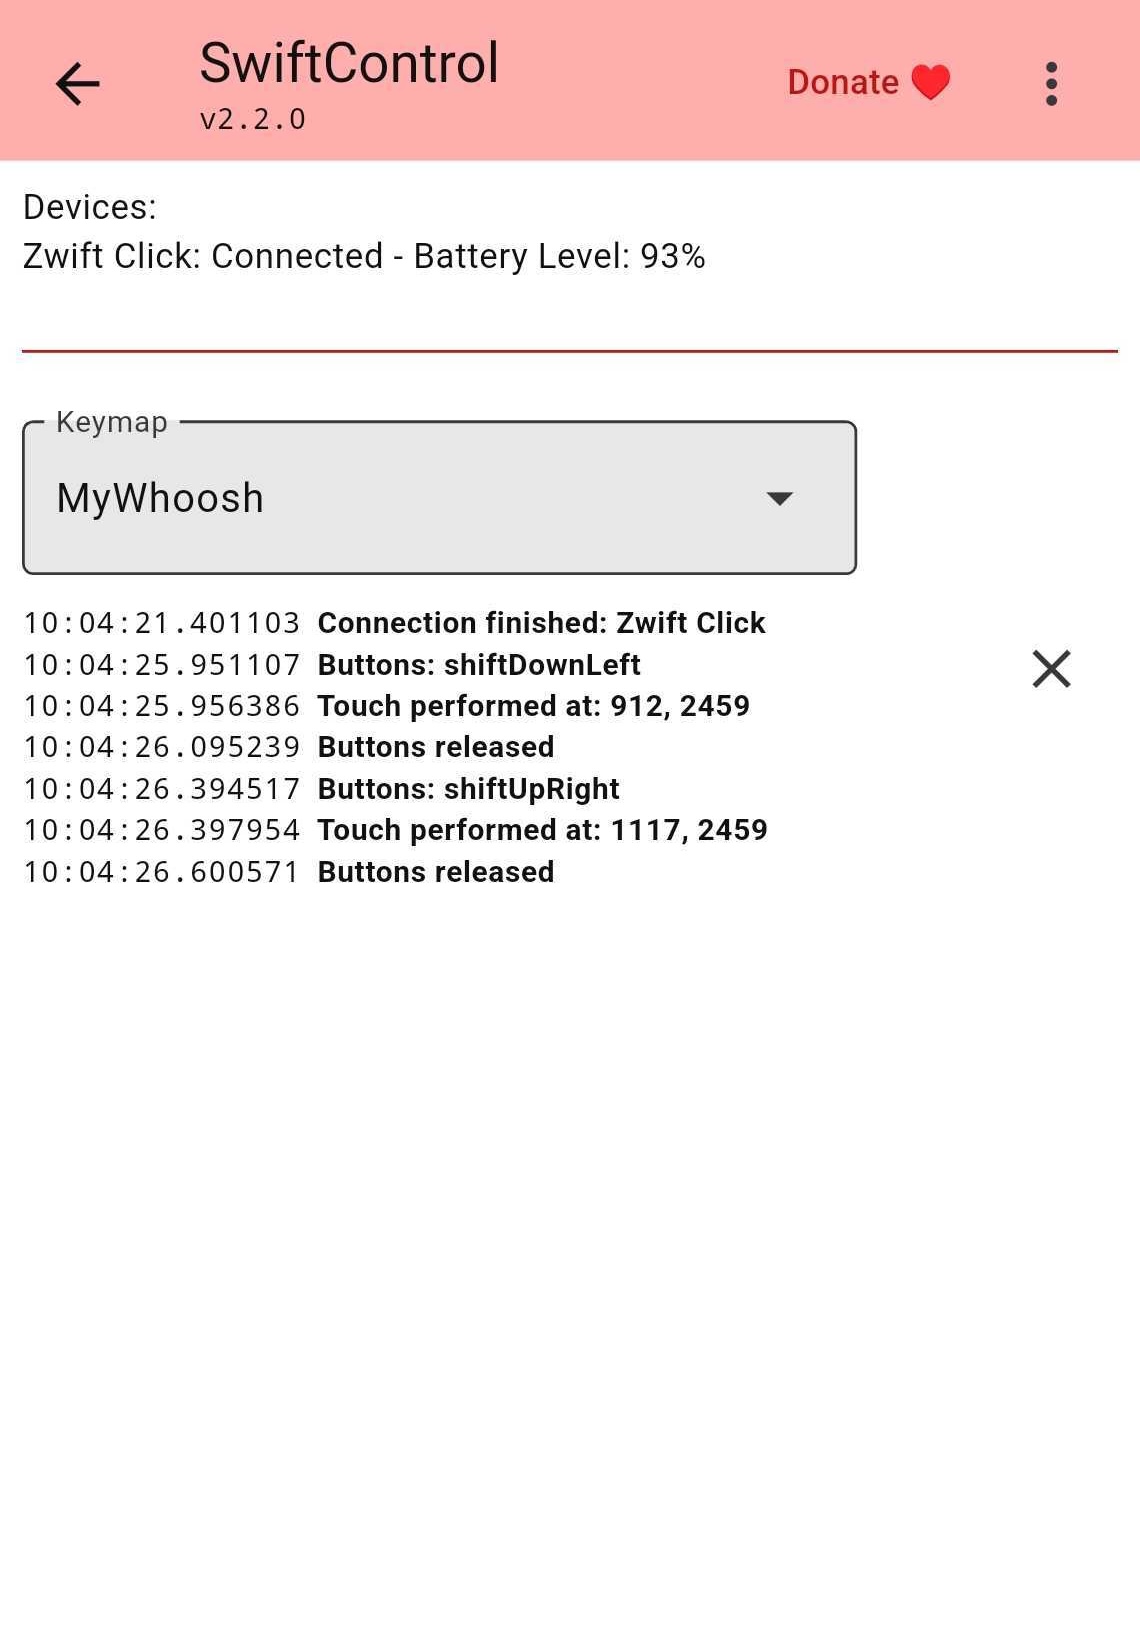 SwiftControl
v2.2.0
Donate ❤️
Devices:
Zwift Click: Connected - Battery Level: 93%
Keymap
MyWhoosh
10:04:21.401103 Connection finished: Zwift Click
10:04:25.951107 Buttons: shiftDownLeft
10:04:25.956386 Touch performed at: 912, 2459
10:04:26.095239 Buttons released
10:04:26.394517 Buttons: shiftUpRight
10:04:26.397954 Touch performed at: 1117, 2459
10:04:26.600571 Buttons released